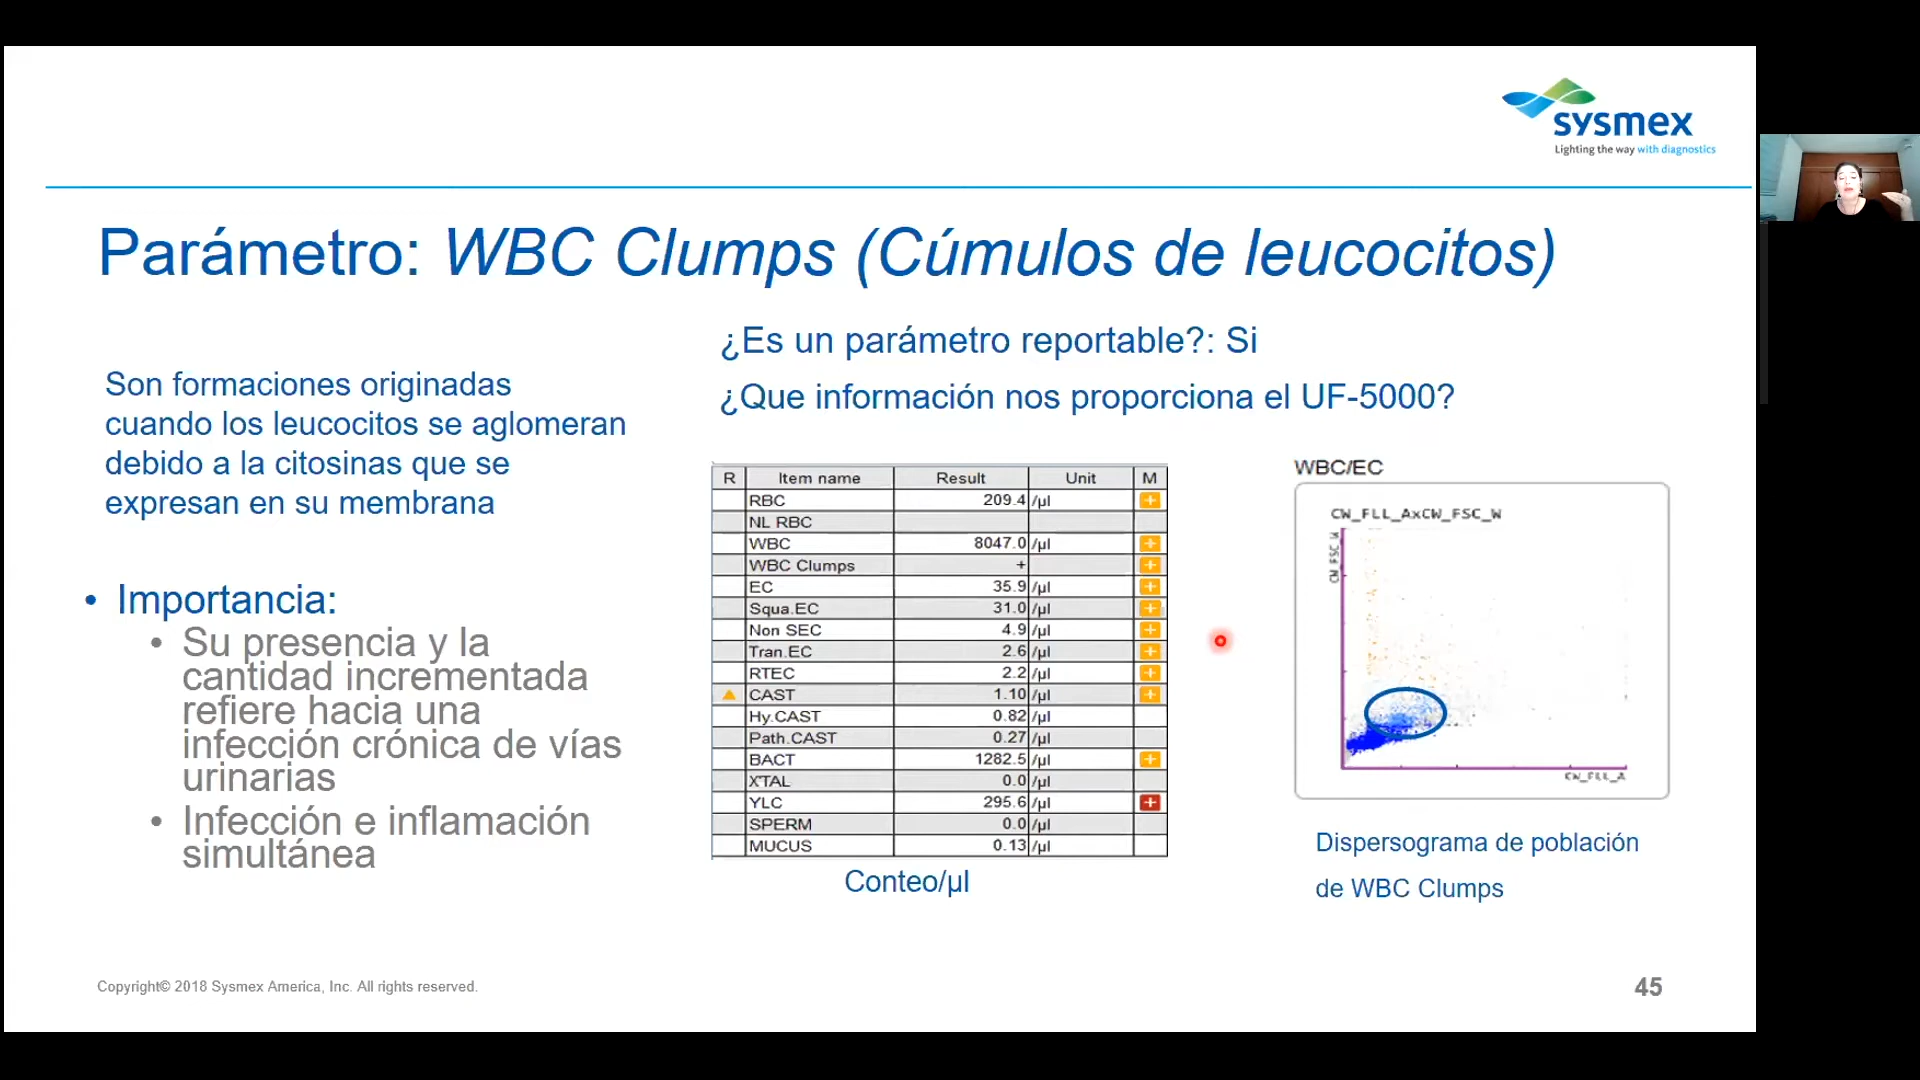 sysmex
Lighting the way with diagnostics
Parámetro: WBC Clumps (Cúmulos de leucocitos)
Son formaciones originadas
cuando los leucocitos se aglomeran
debido a la citosinas que se
expresan en su membrana
• Importancia:
• Su presencia y la
cantidad incrementada
refiere hacia una
infección crónica de vías
urinarias
• Infección e inflamación
simultánea
¿Es un parámetro reportable?: Si
¿Que información nos proporciona el UF-5000?
R Item name Result Unit M
RBC 209.4 /µl +
NL RBC
WBC 8047.0 /µl +
WBC Clumps + +
EC 35.9 /µl +
Squa.EC 31.0 /µl +
Non SEC 4.9 /µl +
Tran.EC 2.6 /µl +
RTEC 2.2 /µl +
CAST 1.10 /µl +
Hy.CAST 0.82 /µl
Path.CAST 0.27 /µl
BACT 1282.5 /µl +
X'TAL 0.0 /µl
YLC 295.6 /µl +
SPERM 0.0 /µl
MUCUS 0.13 /µl
Conteo/µl
WBC/EC
CW_FLL_AxCW_FSC_W
CW_FSC_W
CW_FLL_A
Dispersograma de población
de WBC Clumps
Copyright© 2018 Sysmex America, Inc. All rights reserved.
45